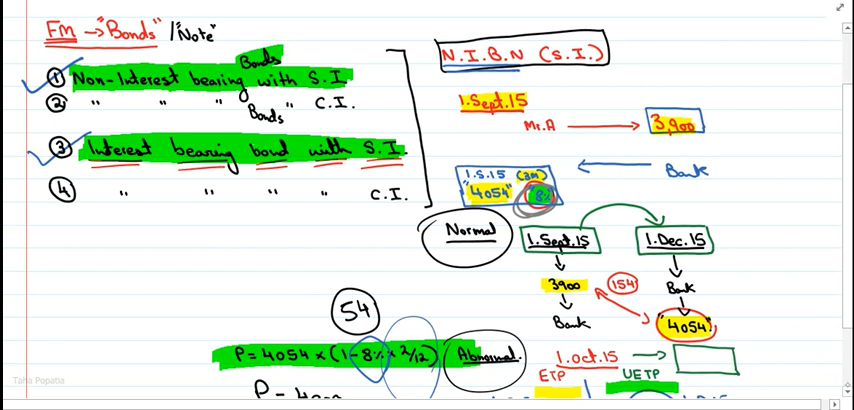 FM → "Bonds" / "Note"
Bonds
① Non-Interest bearing with S.I
② " " " " C.I.
Bonds
③ Interest bearing bond with S.I.
④ " " " " C.I.
N.I.B.N (S.I.)
1.Sept.15
Mr.A → 3,900
1.S.15 (3m) ← Bank
"4054" "8%"
Normal
1.Sept.15 1.Dec.15
3900 154 Bank
Bank "4054"
54
P = 4054 × (1 - 8% × 2/12)
Abnormal
1.Oct.15 →
ETP UETP
Taha Popatia